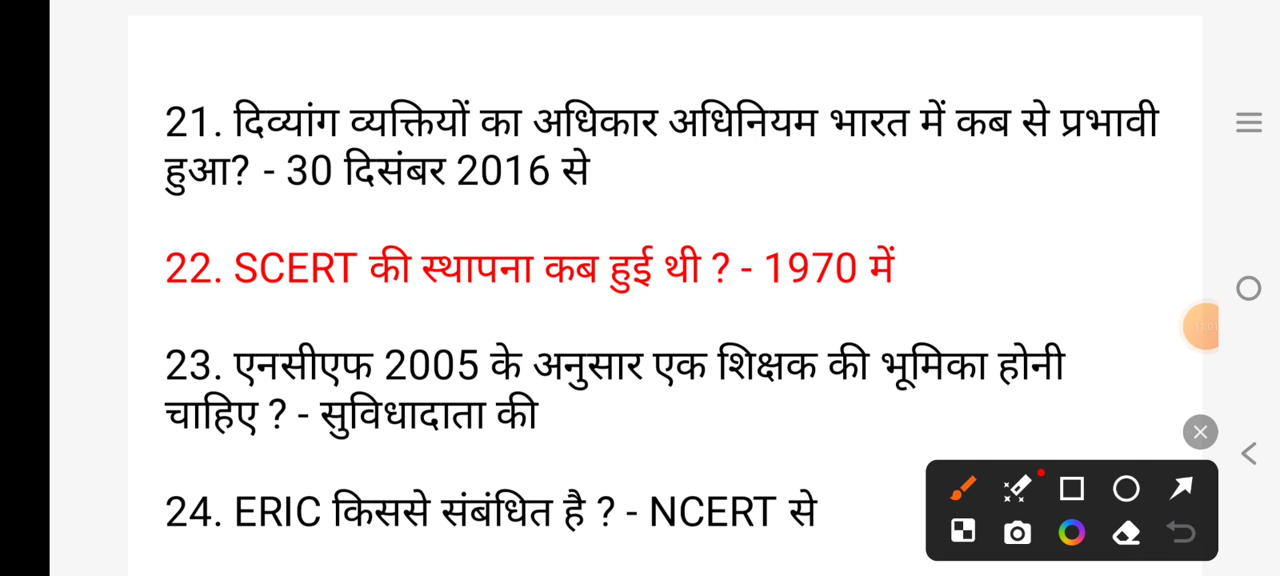 21. दिव्यांग व्यक्तियों का अधिकार अधिनियम भारत में कब से प्रभावी
हुआ? - 30 दिसंबर 2016 से
22. SCERT की स्थापना कब हुई थी ? - 1970 में
23. एनसीएफ 2005 के अनुसार एक शिक्षक की भूमिका होनी
चाहिए ? - सुविधादाता की
24. ERIC किससे संबंधित है ? - NCERT से